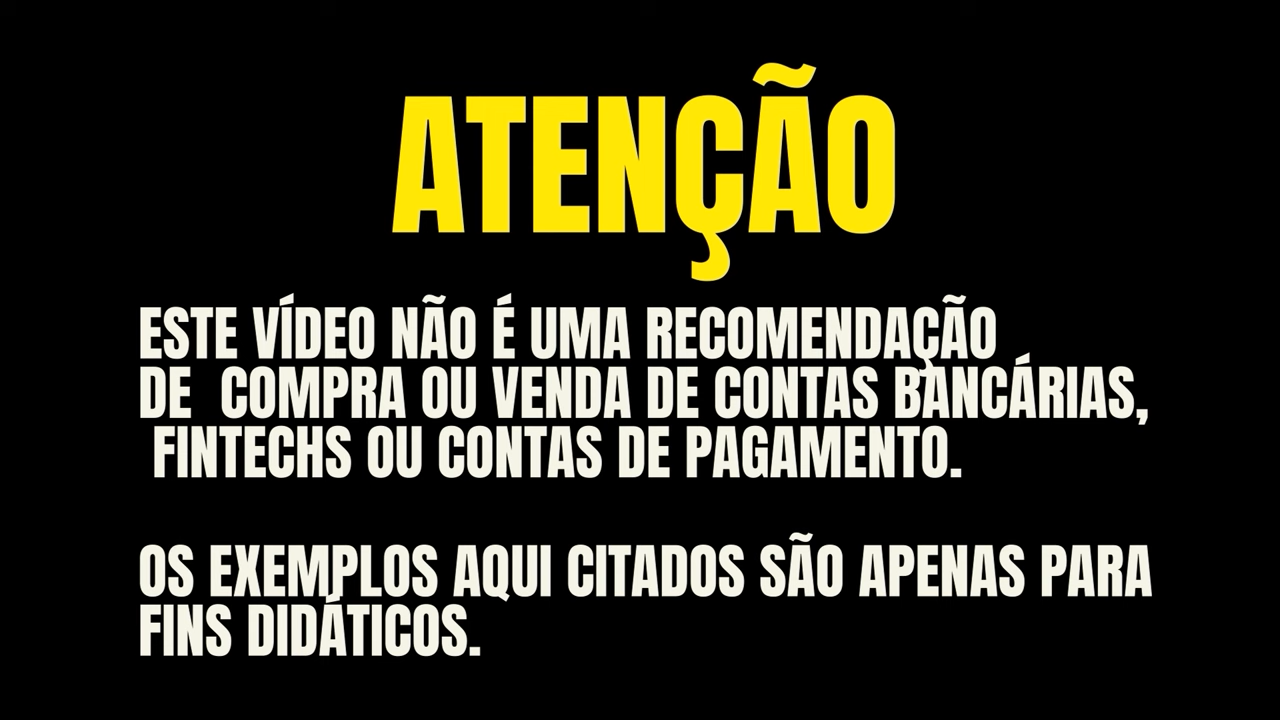 ATENÇÃO
ESTE VÍDEO NÃO É UMA RECOMENDAÇÃO
DE COMPRA OU VENDA DE CONTAS BANCÁRIAS,
FINTECHS OU CONTAS DE PAGAMENTO.
OS EXEMPLOS AQUI CITADOS SÃO APENAS PARA
FINS DIDÁTICOS.